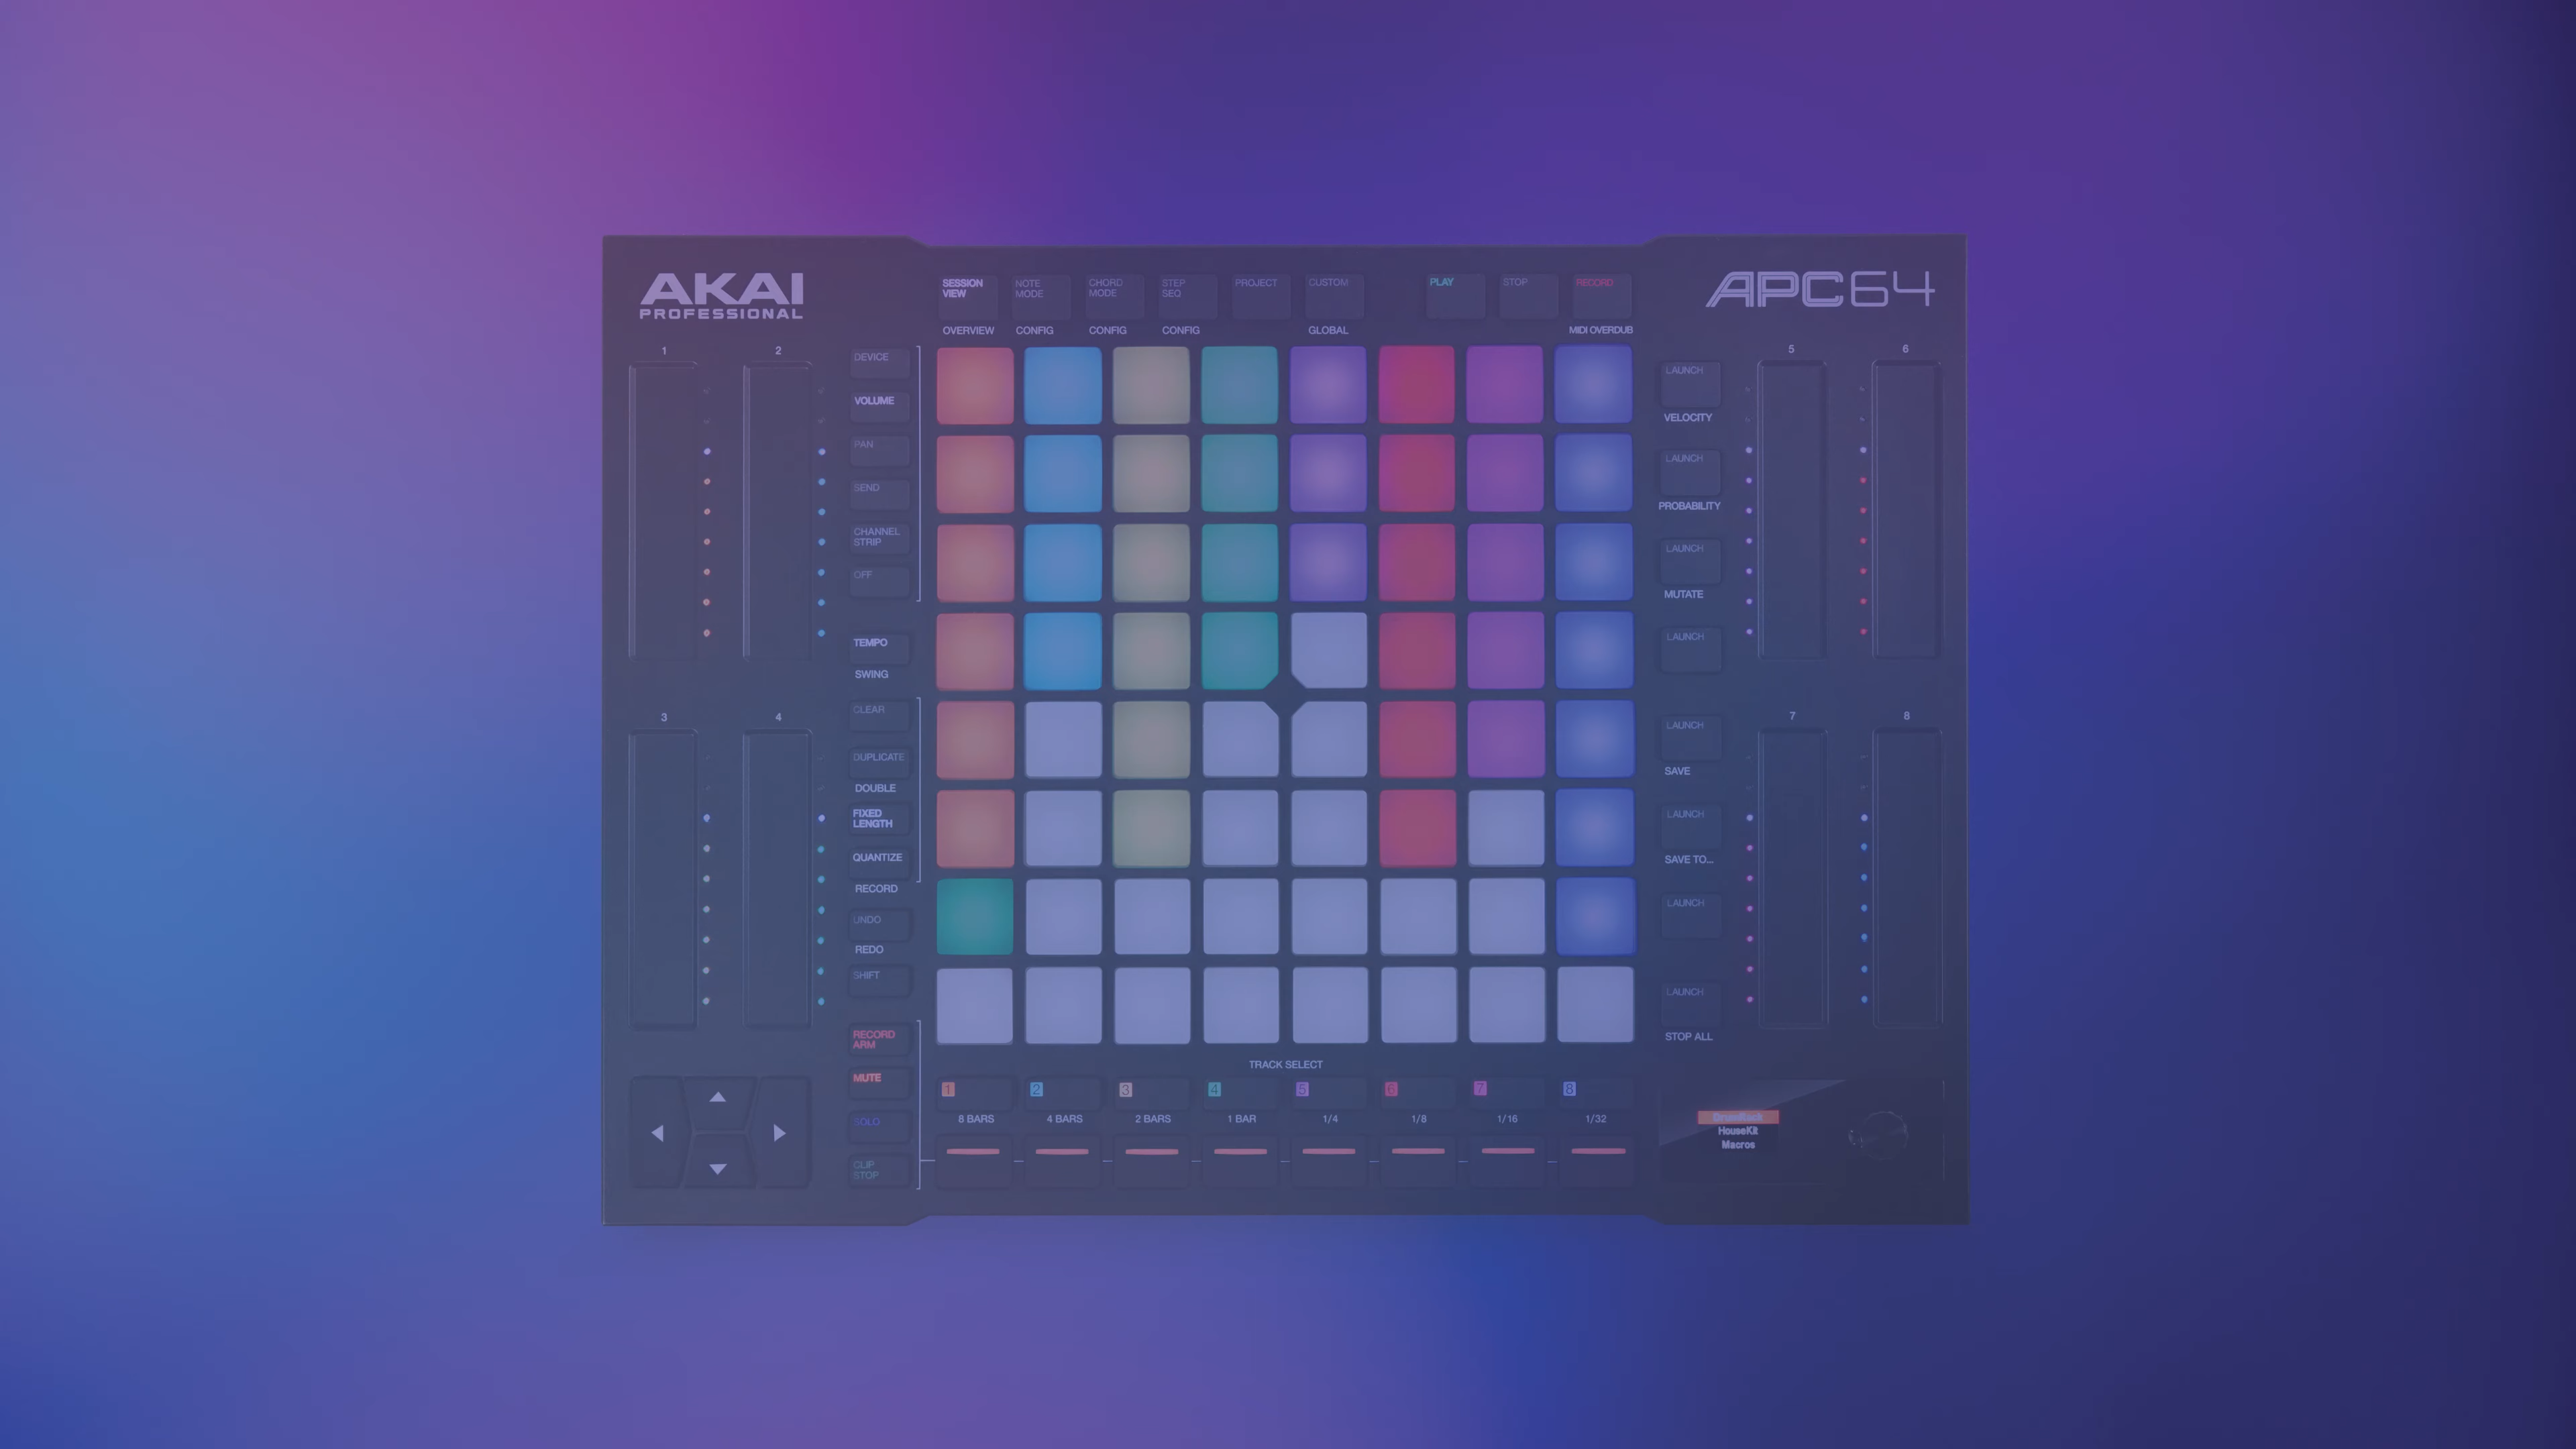 AKAI
PROFESSIONAL
SESSION
VIEW
NOTE
MODE
CHORD
MODE
STEP
SEQ
PROJECT
CUSTOM
PLAY
STOP
RECORD
APC64
OVERVIEW
CONFIG
CONFIG
CONFIG
GLOBAL
MIDI OVERDUB
1
2
DEVICE
VOLUME
PAN
SEND
CHANNEL
STRIP
OFF
TEMPO
SWING
3
4
CLEAR
DUPLICATE
DOUBLE
FIXED
LENGTH
QUANTIZE
RECORD
UNDO
REDO
SHIFT
RECORD
ARM
MUTE
SOLO
CLIP
STOP
TRACK SELECT
1
2
3
4
5
6
7
8
8 BARS
4 BARS
2 BARS
1 BAR
1/4
1/8
1/16
1/32
LAUNCH
VELOCITY
LAUNCH
PROBABILITY
LAUNCH
MUTATE
LAUNCH
LAUNCH
SAVE
LAUNCH
SAVE TO...
LAUNCH
LAUNCH
STOP ALL
5
6
7
8
DrumRack
HouseKit
Macros